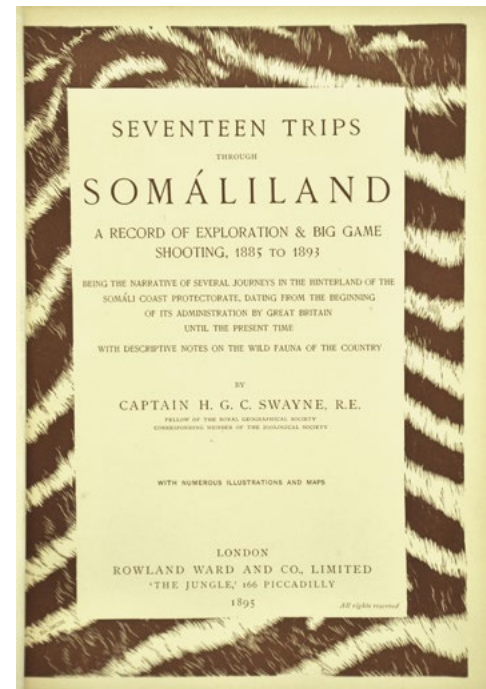 SEVENTEEN TRIPS
THROUGH
SOMÁLILAND
A RECORD OF EXPLORATION & BIG GAME
SHOOTING, 1885 TO 1893
BEING THE NARRATIVE OF SEVERAL JOURNEYS IN THE HINTERLAND OF THE
SOMÁLI COAST PROTECTORATE, DATING FROM THE BEGINNING
OF ITS ADMINISTRATION BY GREAT BRITAIN
UNTIL THE PRESENT TIME
WITH DESCRIPTIVE NOTES ON THE WILD FAUNA OF THE COUNTRY
BY
CAPTAIN H. G. C. SWAYNE, R.E.
FELLOW OF THE ROYAL GEOGRAPHICAL SOCIETY
CORRESPONDING MEMBER OF THE ZOOLOGICAL SOCIETY
WITH NUMEROUS ILLUSTRATIONS AND MAPS
LONDON
ROWLAND WARD AND CO., LIMITED
'THE JUNGLE,' 166 PICCADILLY
1895
All rights reserved